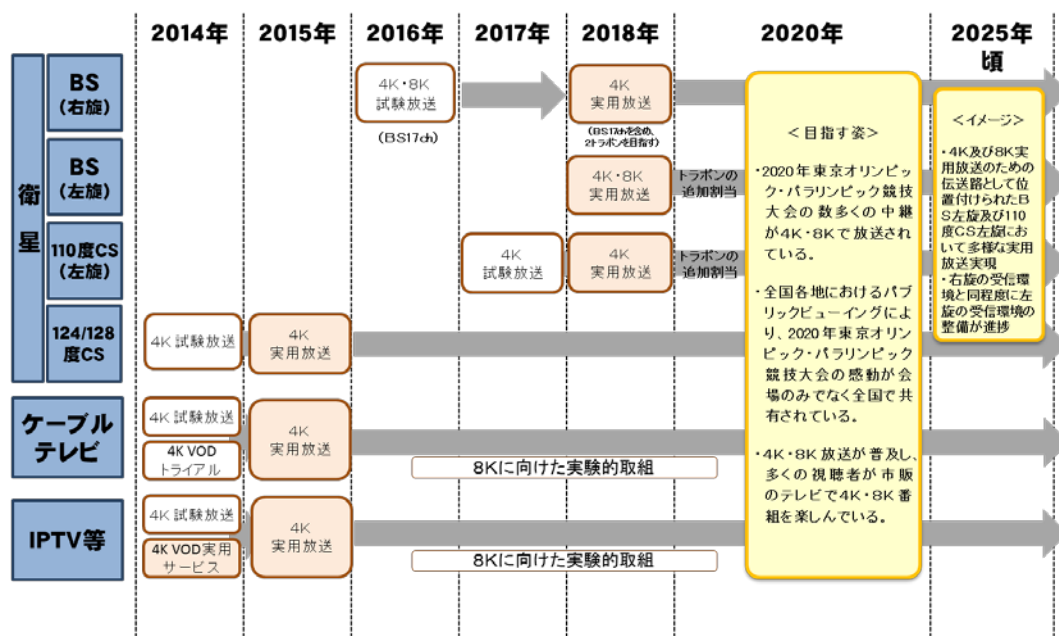 2014年
2015年
2016年
2017年
2018年
2020年
2025年
頃
衛星
BS
(右旋)
4K・8K
試験放送
(BS17ch)
4K
実用放送
(BS17chを含め、
2トラポンを目指す)
BS
(左旋)
4K・8K
実用放送
トラポンの
追加割当
110度CS
(左旋)
4K
試験放送
4K
実用放送
トラポンの
追加割当
124/128
度CS
4K 試験放送
4K
実用放送
ケーブル
テレビ
4K 試験放送
4K VOD
トライアル
4K
実用放送
8Kに向けた実験的取組
IPTV等
4K 試験放送
4K VOD実用
サービス
4K
実用放送
8Kに向けた実験的取組
<目指す姿>
・2020年東京オリンピッ
ク・パラリンピック競技
大会の数多くの中継
が4K・8Kで放送され
ている。
・全国各地におけるパブ
リックビューイングによ
り、2020年東京オリン
ピック・パラリンピック
競技大会の感動が会
場のみでなく全国で共
有されている。
・4K・8K放送が普及し、
多くの視聴者が市販
のテレビで4K・8K番
組を楽しんでいる。
<イメージ>
・4K及び8K実
用放送のための
伝送路として位
置付けられたB
S左旋及び110
度CS左旋にお
いて多様な実用
放送実現
・右旋の受信環
境と同程度に左
旋の受信環境の
整備が進捗